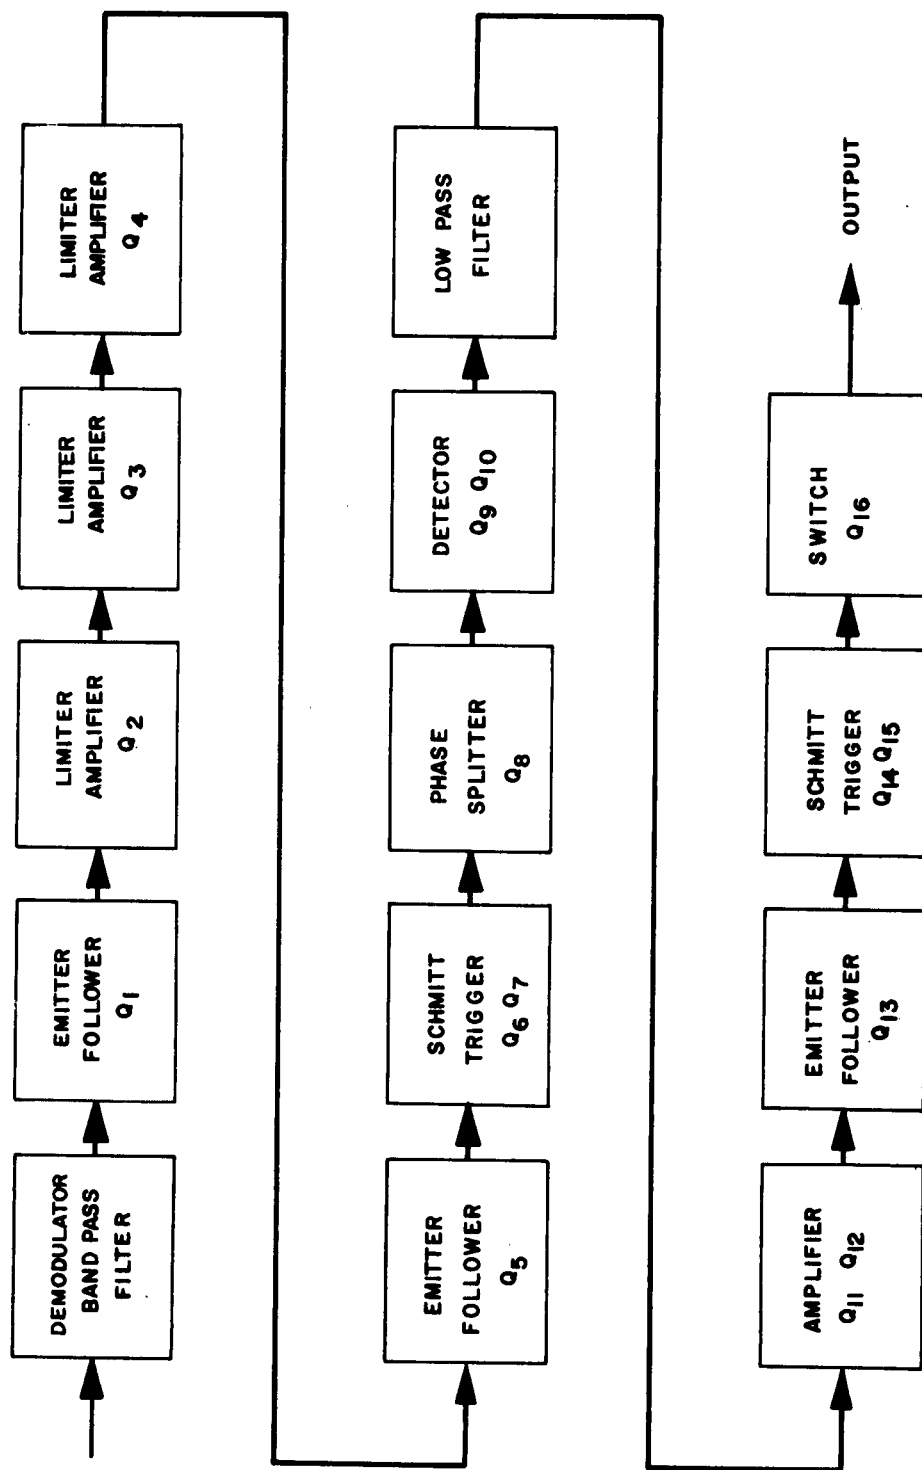 DEMODULATOR
BAND PASS
FILTER
EMITTER
FOLLOWER
Q1
LIMITER
AMPLIFIER
Q2
LIMITER
AMPLIFIER
Q3
LIMITER
AMPLIFIER
Q4
EMITTER
FOLLOWER
Q5
SCHMITT
TRIGGER
Q6 Q7
PHASE
SPLITTER
Q8
DETECTOR
Q9 Q10
LOW PASS
FILTER
AMPLIFIER
Q11 Q12
EMITTER
FOLLOWER
Q13
SCHMITT
TRIGGER
Q14 Q15
SWITCH
Q16
OUTPUT